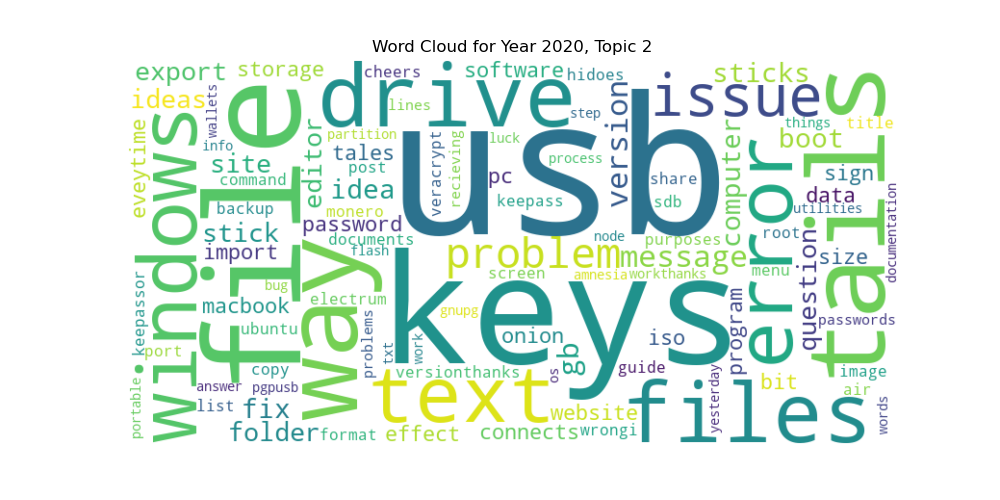 Word Cloud for Year 2020, Topic 2
export
storage
cheers
software
hidoes
sticks
ideas
wallets
drive
lines
step
issue
things
title
info
file
windows
eveytime
site
command
editor
partition
tales
post
idea
veracrypt
recieving
luck
pc
keepass
usb
process
version
share
sdb
computer
boot
sign
data
utilities
tails
backup
stick
import
password
monero
documents
flash
way
problem
message
node
purposes
root
error
question
size
documentation
menu
screen
amnesia
workthanks
keepassor
bug
macbook
ubuntu
electrum
keys
gnupg
onion
gb
iso
program
passwords
port
copy
problems
txt
work
versionthanks
os
guide
yesterday
bit
image
air
answer
pgpusb
portable
list
fix
text
website
files
words
folder
format
effect
connects
wrongi